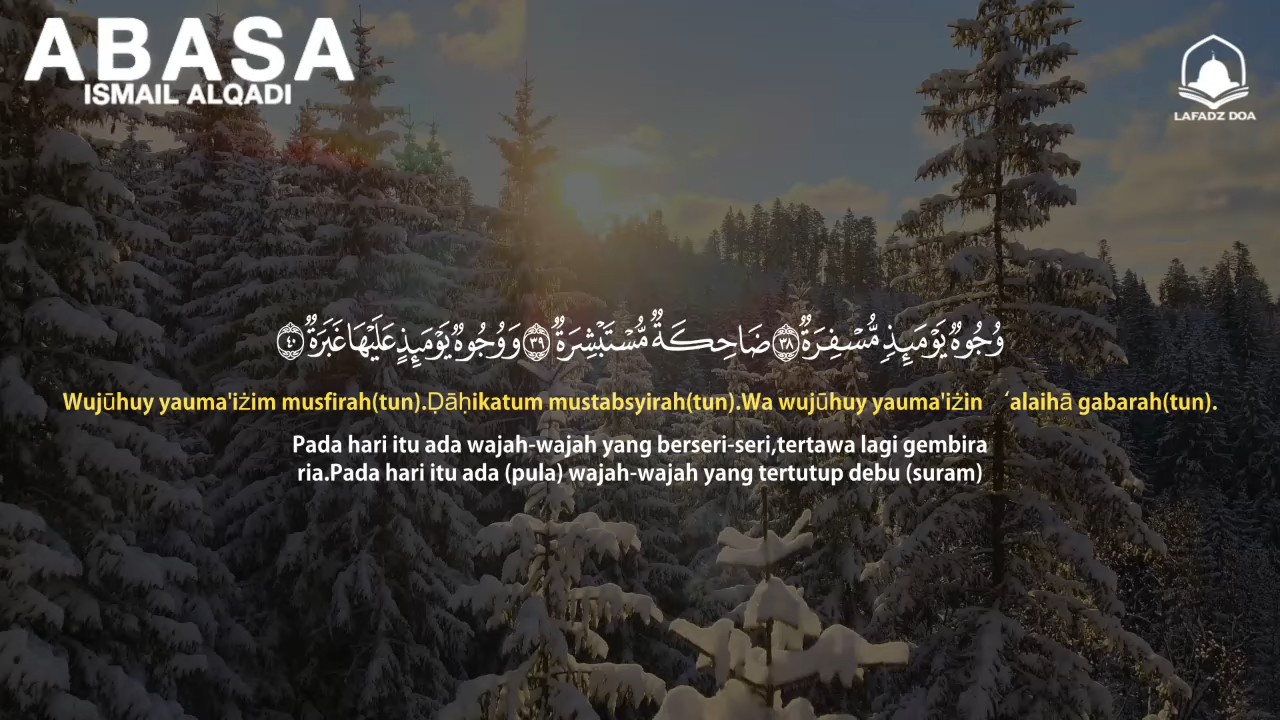 ABASA
ISMAIL ALQADI
LAFADZ DOA
وُجُوهٌ يَوْمَئِذٍ مُّسْفِرَةٌ ٣٨ ضَاحِكَةٌ مُّسْتَبْشِرَةٌ ٣٩ وَوُجُوهٌ يَوْمَئِذٍ عَلَيْهَا غَبَرَةٌ ٤٠
Wujūhuy yauma'iżim musfirah(tun).Ḍāḥikatum mustabsyirah(tun).Wa wujūhuy yauma'iżin ‘alaihā gabarah(tun).
Pada hari itu ada wajah-wajah yang berseri-seri,tertawa lagi gembira
ria.Pada hari itu ada (pula) wajah-wajah yang tertutup debu (suram)